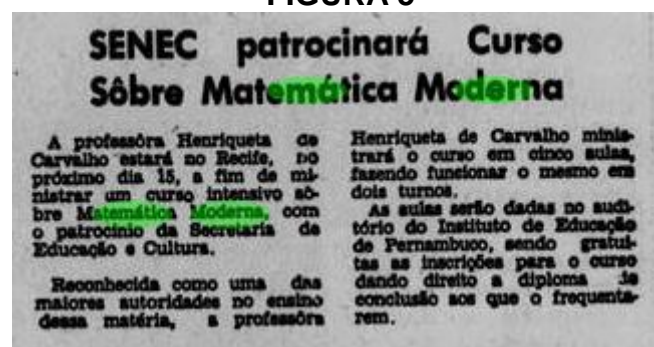 SENEC patrocinará Curso
Sôbre Matemática Moderna
A professôra Henriqueta de
Carvalho estará no Recife, no
próximo dia 15, a fim de mi-
nistrar um curso intensivo sô-
bre Matemática Moderna, com
o patrocínio da Secretaria de
Educação e Cultura.
Reconhecida como uma das
maiores autoridades no ensino
dessa matéria, a professôra
Henriqueta de Carvalho minis-
trará o curso em cinco aulas,
fazendo funcionar o mesmo em
dois turnos.
As aulas serão dadas no audi-
tório do Instituto de Educação
de Pernambuco, sendo gratui-
tas as inscrições para o curso
dando direito a diploma de
conclusão aos que o frequenta-
rem.